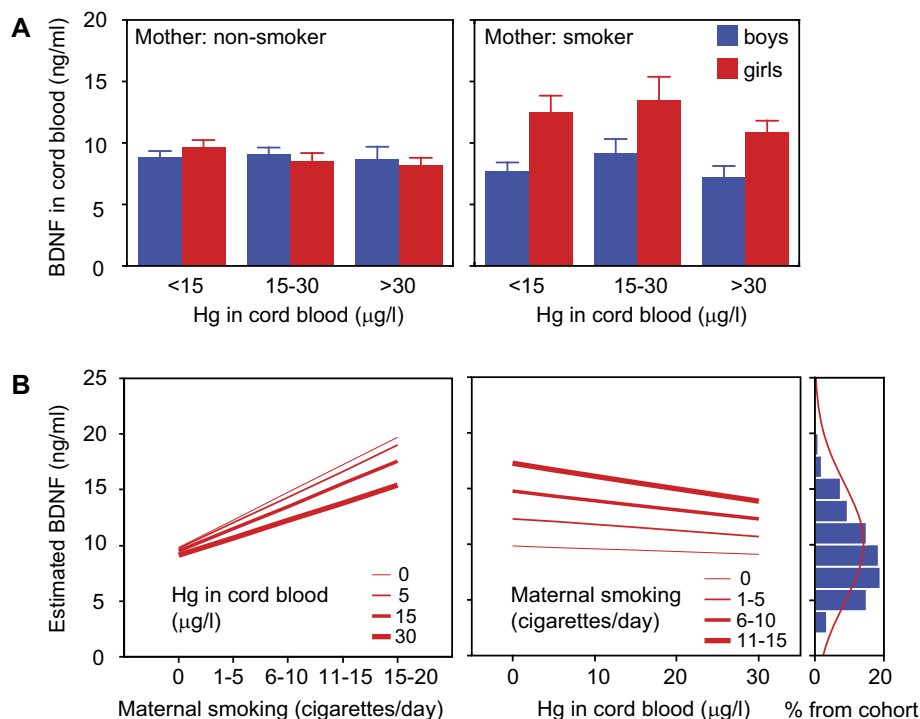 A
BDNF in cord blood (ng/ml)
20
15
10
5
0
Mother: non-smoker
<15 15-30 >30
Hg in cord blood (μg/l)
Mother: smoker
boys
girls
<15 15-30 >30
Hg in cord blood (μg/l)
B
Estimated BDNF (ng/ml)
25
20
15
10
5
0
Hg in cord blood
(μg/l)
0
5
15
30
0 1-5 6-10 11-15 15-20
Maternal smoking (cigarettes/day)
Maternal smoking
(cigarettes/day)
0
1-5
6-10
11-15
0 10 20 30
Hg in cord blood (μg/l)
0 10 20
% from cohort